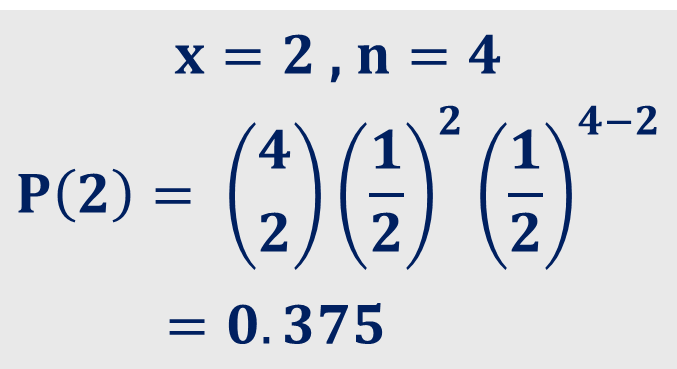 x = 2 , n = 4
P(2) = (4 2) (1/2)^2 (1/2)^4−2
= 0.375